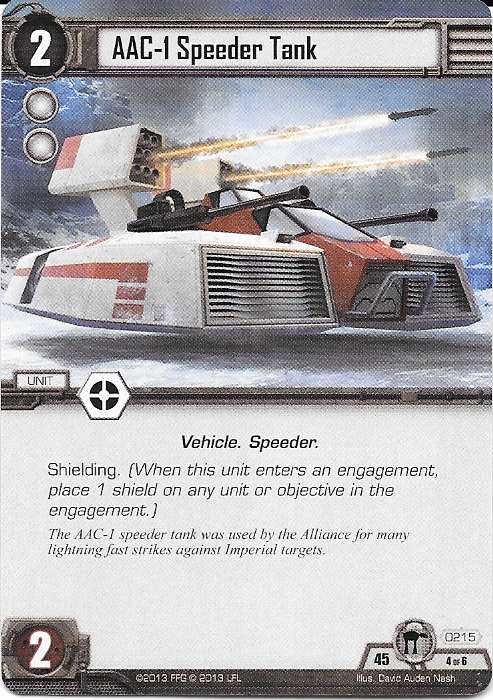 2
AAC-1 Speeder Tank
UNIT
Vehicle. Speeder.
Shielding. (When this unit enters an engagement,
place 1 shield on any unit or objective in the
engagement.)
The AAC-1 speeder tank was used by the Alliance for many
lightning fast strikes against Imperial targets.
2
0215
45
4 OF 6
©2013 FFG © 2013 LFL
Illus. David Auden Nash